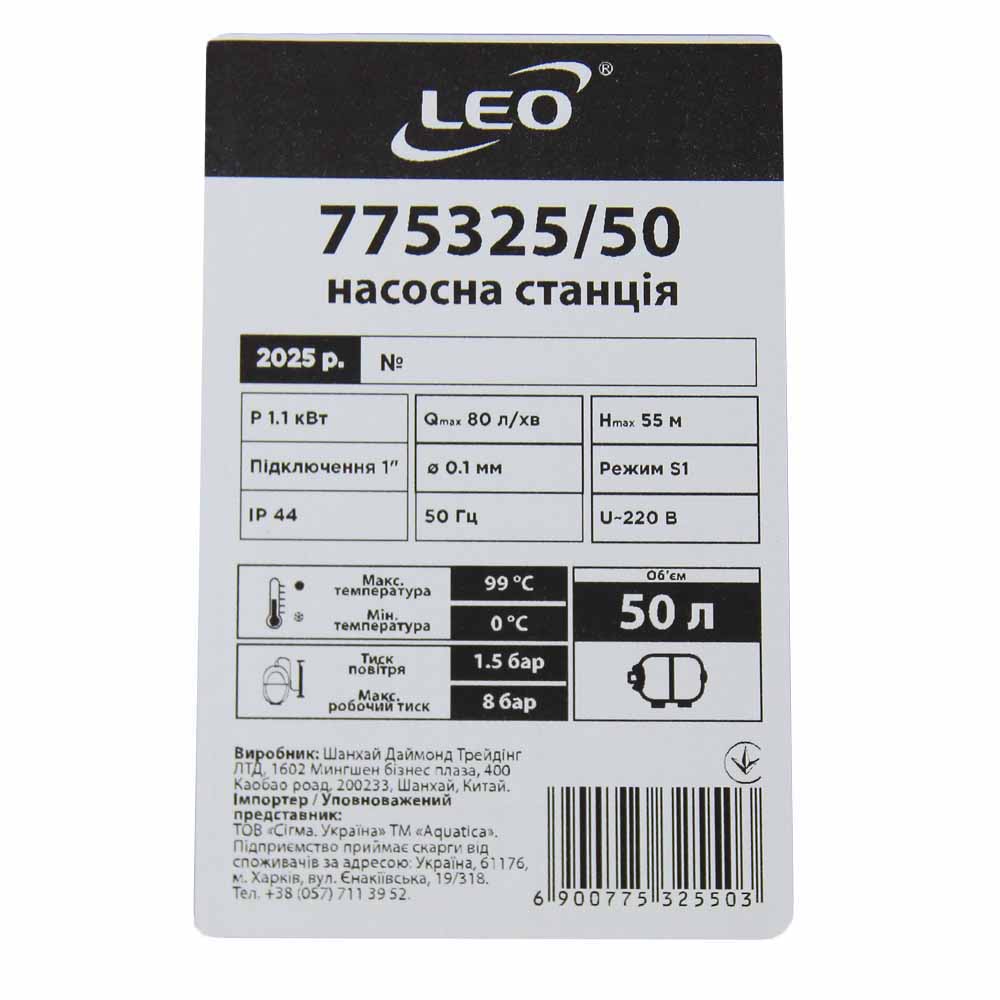 LEO®
775325/50
насосна станція
2025 р. №
P 1.1 кВт Qmax 80 л/хв Hmax 55 м
Підключення 1" ø 0.1 мм Режим S1
IP 44 50 Гц U~220 В
Макс. температура 99 °C
Мін. температура 0 °C
Об'єм
50 л
Тиск повітря 1.5 бар
Макс. робочий тиск 8 бар
Виробник: Шанхай Даймонд Трейдінг
ЛТД, 1602 Мингшен бізнес плаза, 400
Каобао роад, 200233, Шанхай, Китай.
Імпортер / Уповноважений
представник:
ТОВ «Сігма. Україна» ТМ «Aquatica».
Підприємство приймає скарги від
споживачів за адресою: Україна, 61176,
м. Харків, вул. Єнакіївська, 19/318.
Тел. +38 (057) 711 39 52.
6 900775 325503